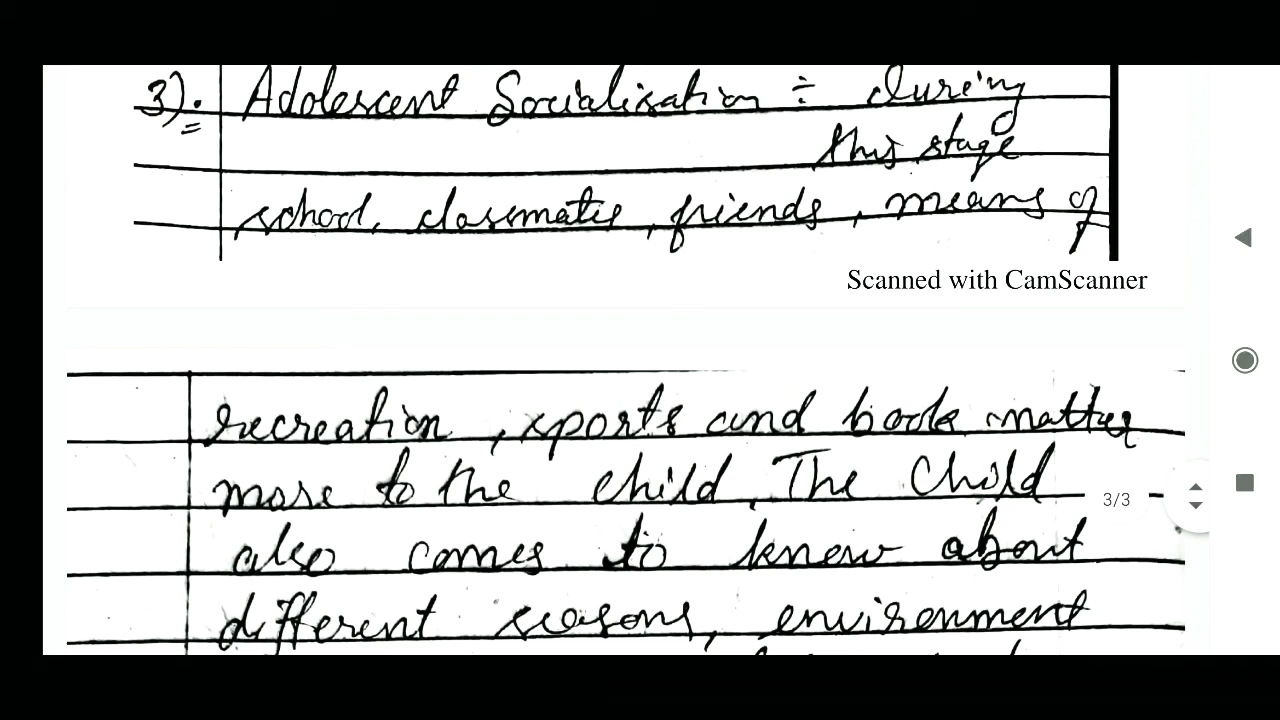 3).
Adolescent Socialisation ÷ during
this stage
school, classmates, friends, means of
Scanned with CamScanner
recreation, sports and books matter
more to the child. The Child
also comes to know about
3/3
different seasons, environment